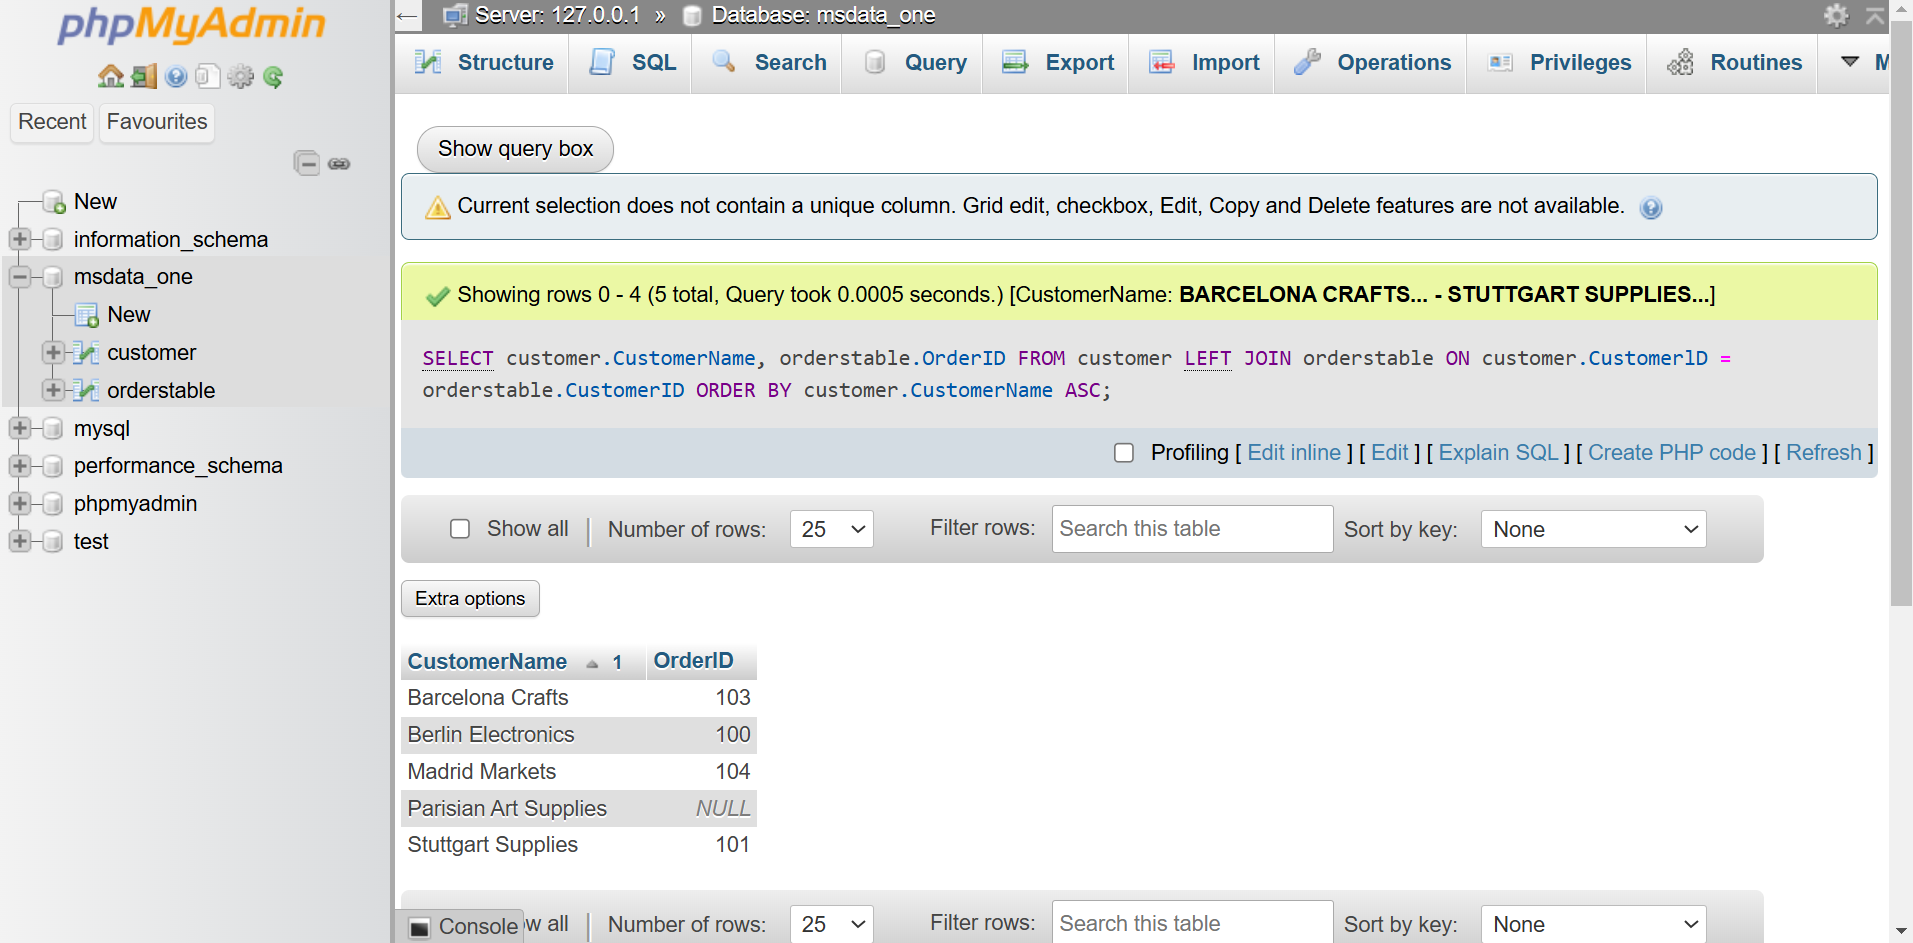 phpMyAdmin
Recent Favourites
New
information_schema
msdata_one
New
customer
orderstable
mysql
performance_schema
phpmyadmin
test
← Server: 127.0.0.1 » Database: msdata_one
Structure SQL Search Query Export Import Operations Privileges Routines M
Show query box
Current selection does not contain a unique column. Grid edit, checkbox, Edit, Copy and Delete features are not available.
Showing rows 0 - 4 (5 total, Query took 0.0005 seconds.) [CustomerName: BARCELONA CRAFTS... - STUTTGART SUPPLIES...]
SELECT customer.CustomerName, orderstable.OrderID FROM customer LEFT JOIN orderstable ON customer.CustomerlD =
orderstable.CustomerID ORDER BY customer.CustomerName ASC;
Profiling [ Edit inline ] [ Edit ] [ Explain SQL ] [ Create PHP code ] [ Refresh ]
Show all Number of rows: 25 Filter rows: Search this table Sort by key: None
Extra options
CustomerName 1 OrderID
Barcelona Crafts 103
Berlin Electronics 100
Madrid Markets 104
Parisian Art Supplies NULL
Stuttgart Supplies 101
Console w all Number of rows: 25 Filter rows: Search this table Sort by key: None